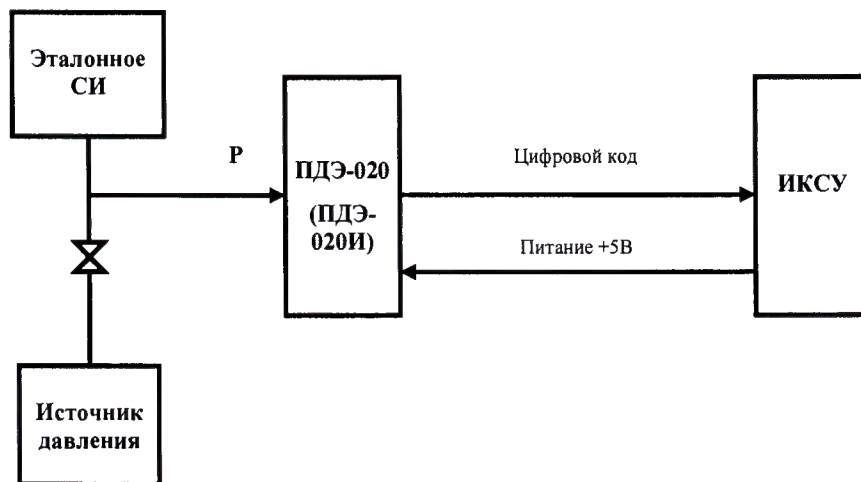 Эталонное
СИ
Р
ПДЭ-020
(ПДЭ-
020И)
Цифровой код
Питание +5В
ИКСУ
Источник
давления